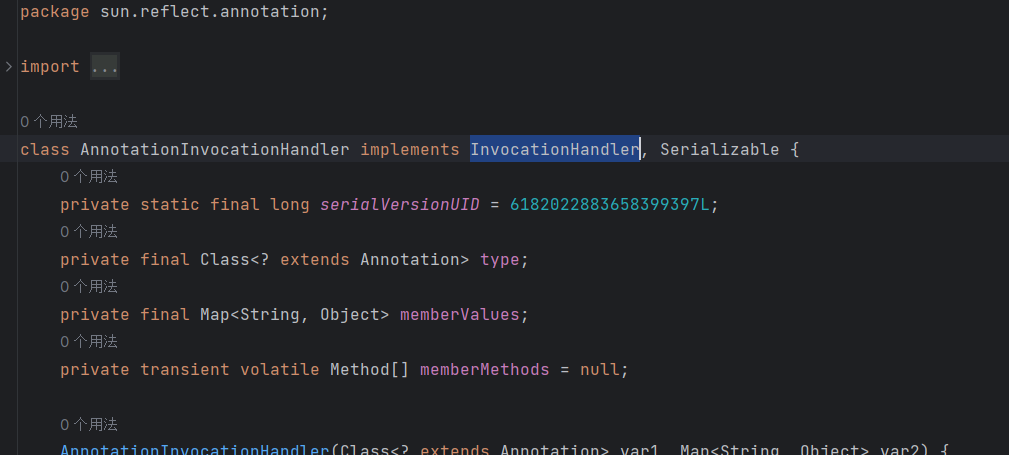 package sun.reflect.annotation;
import ...
0 个用法
class AnnotationInvocationHandler implements InvocationHandler, Serializable {
0 个用法
private static final long serialVersionUID = 6182022883658399397L;
0 个用法
private final Class<? extends Annotation> type;
0 个用法
private final Map<String, Object> memberValues;
0 个用法
private transient volatile Method[] memberMethods = null;
0 个用法
AnnotationInvocationHandler(Class<? extends Annotation> var1, Map<String, Object> var2) {